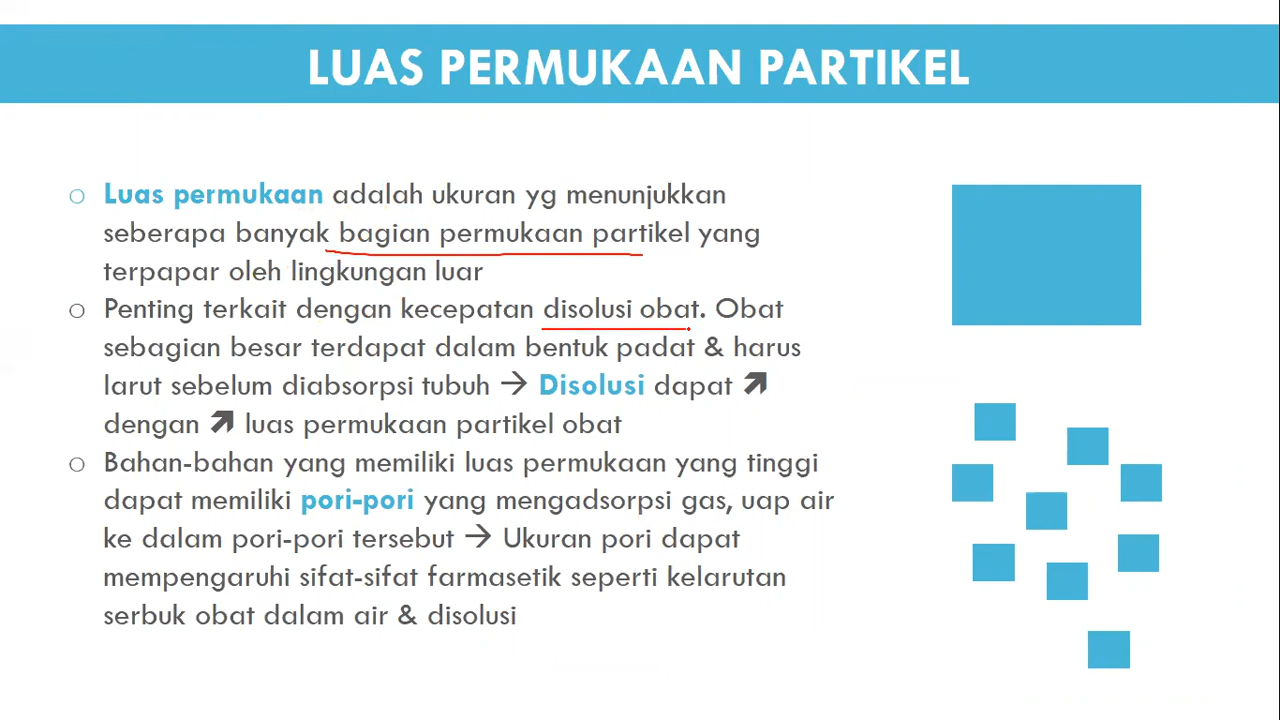 LUAS PERMUKAAN PARTIKEL
○ Luas permukaan adalah ukuran yg menunjukkan
seberapa banyak bagian permukaan partikel yang
terpapar oleh lingkungan luar
○ Penting terkait dengan kecepatan disolusi obat. Obat
sebagian besar terdapat dalam bentuk padat & harus
larut sebelum diabsorpsi tubuh → Disolusi dapat ↗
dengan ↗ luas permukaan partikel obat
○ Bahan-bahan yang memiliki luas permukaan yang tinggi
dapat memiliki pori-pori yang mengadsorpsi gas, uap air
ke dalam pori-pori tersebut → Ukuran pori dapat
mempengaruhi sifat-sifat farmasetik seperti kelarutan
serbuk obat dalam air & disolusi